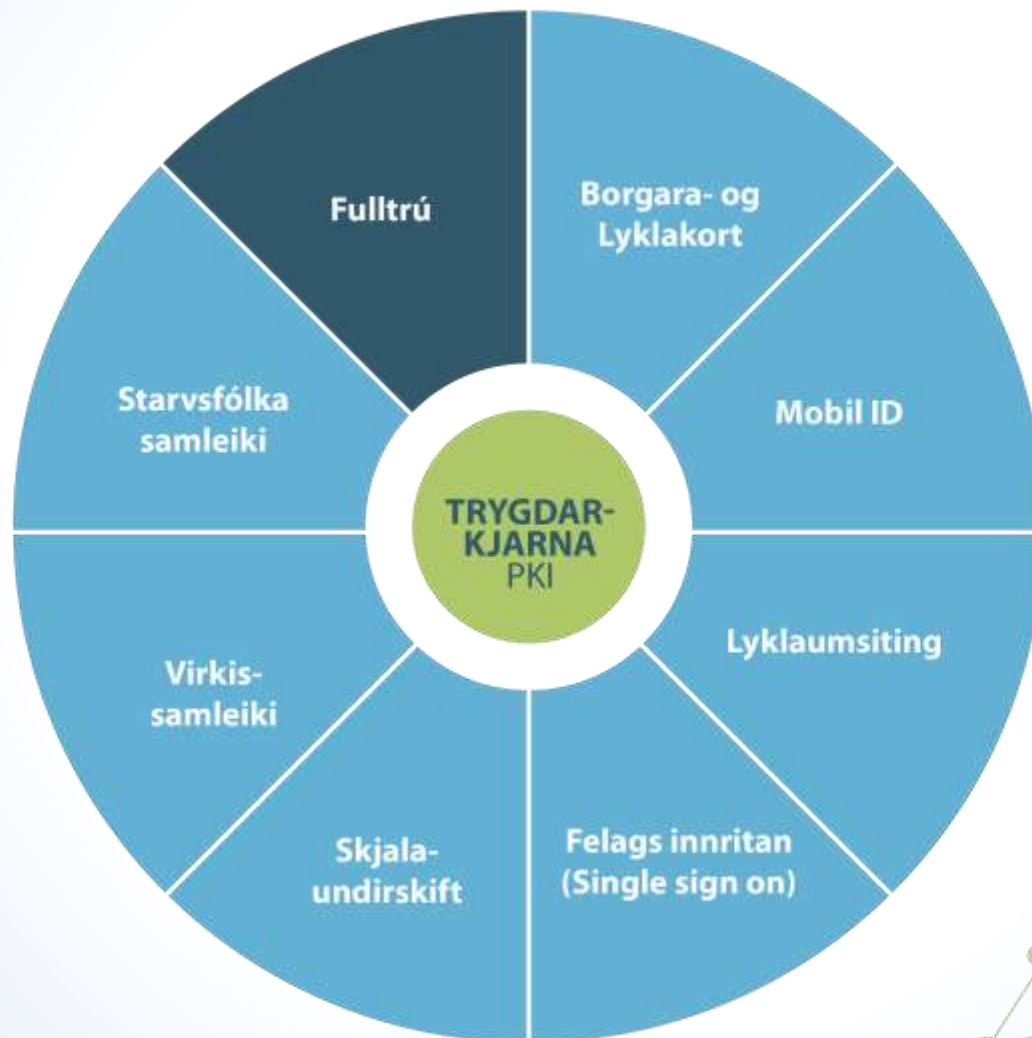 Fulltrú
Borgara- og
Lyklakort
Mobil ID
Lyklaumsiting
Felags innritan
(Single sign on)
Skjala-
undirskift
Virkis-
samleiki
Starvsfólka
samleiki
TRYGDAR-
KJARNA
PKI